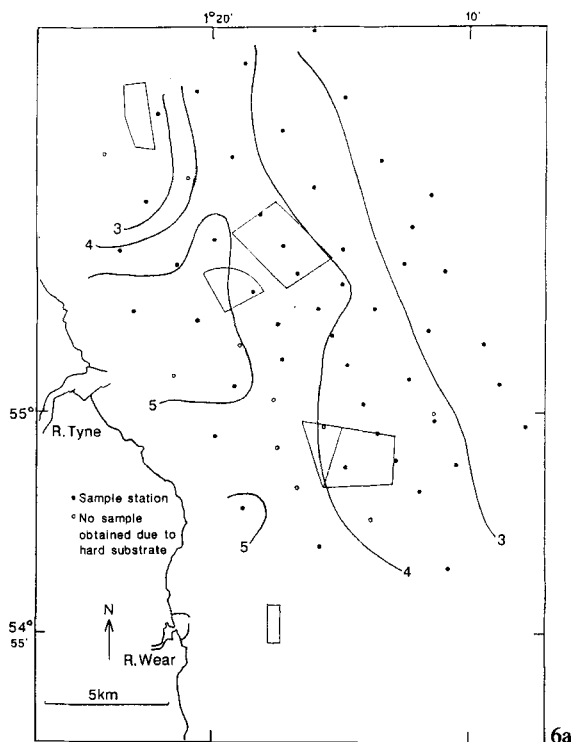 1° 20'
10'
3
4
5
55°
R.Tyne
• Sample station
° No sample
obtained due to
hard substrate
5
3
4
N
54°
55'
R.Wear
5km
6a